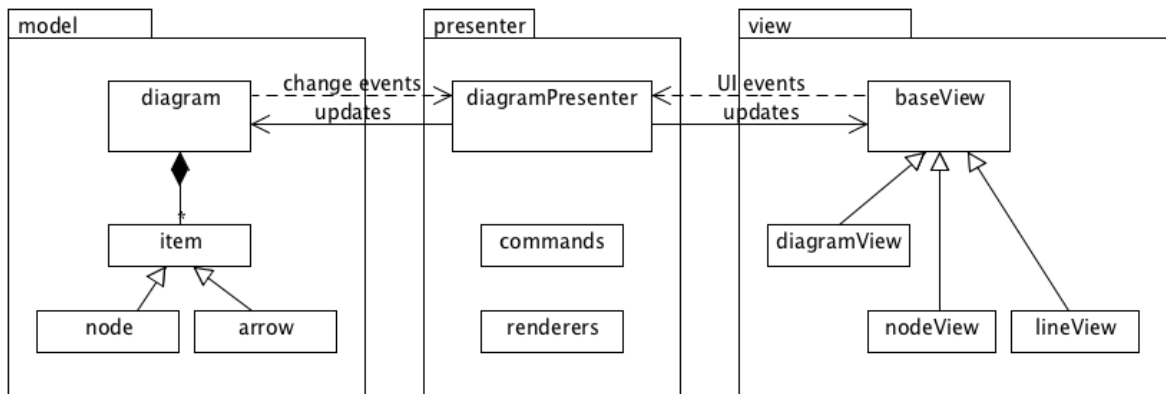 model
presenter
view
diagram
change events
updates
diagramPresenter
UI events
updates
baseView
*
item
commands
diagramView
node
arrow
renderers
nodeView
lineView